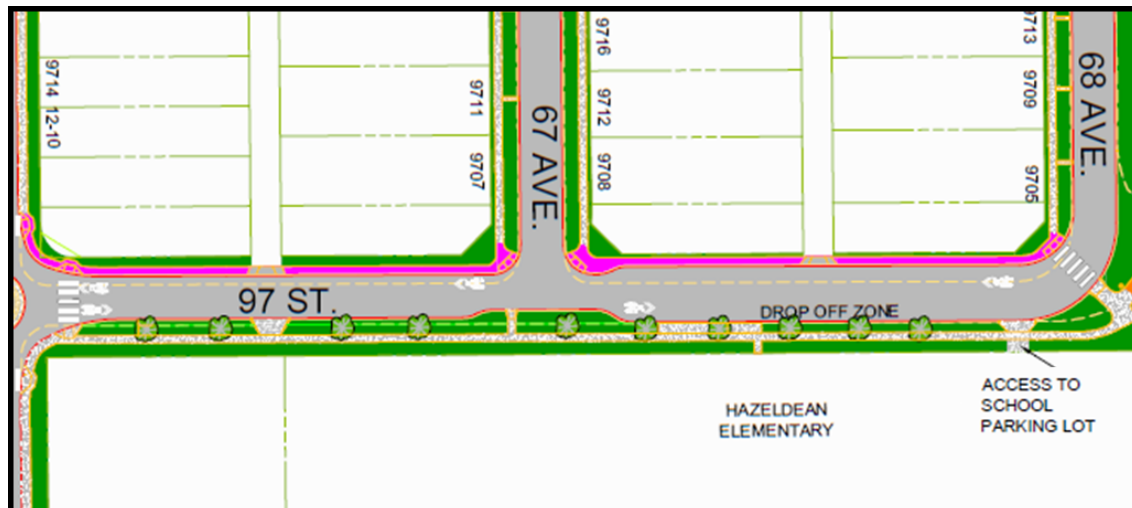 9714 12-10
9711
9707
67 AVE.
9716
9712
9708
9713
9709
9705
68 AVE.
97 ST.
DROP OFF ZONE
HAZELDEAN
ELEMENTARY
ACCESS TO
SCHOOL
PARKING LOT